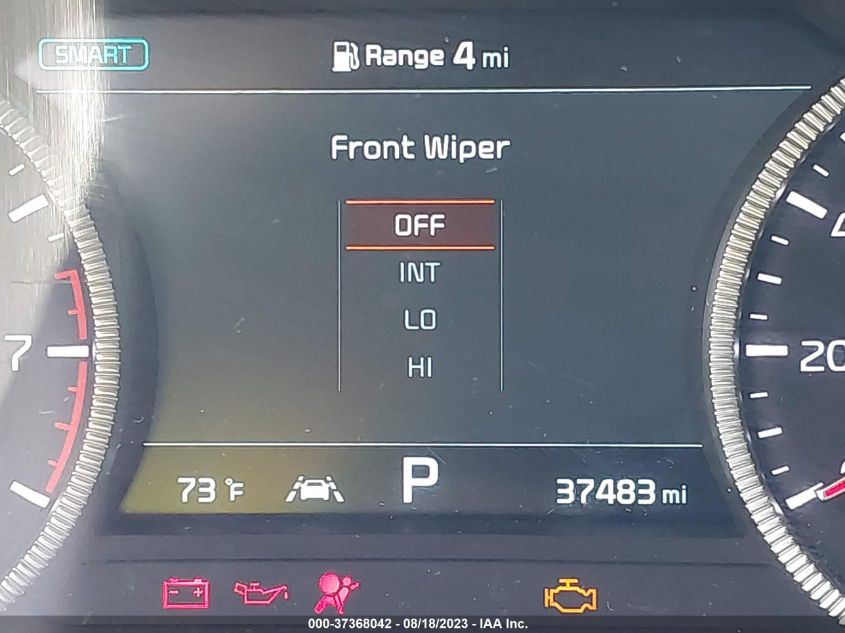 SMART
Range 4 mi
Front Wiper
OFF
INT
LO
HI
7
20
73 °F P 37483 mi
000-37368042 - 08/18/2023 - IAA Inc.